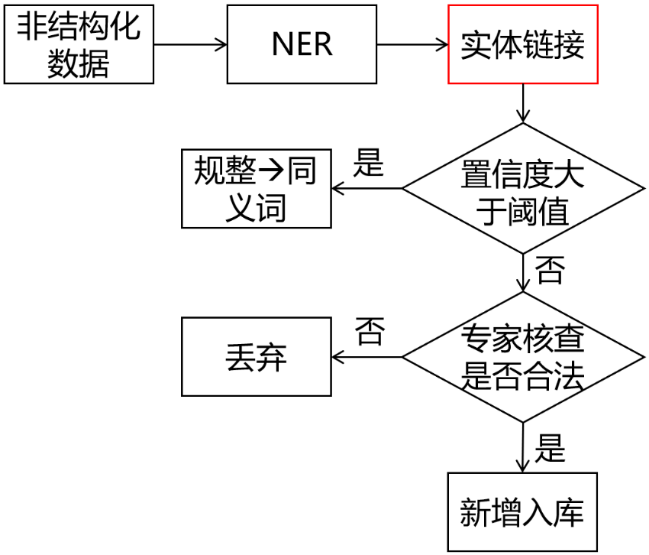 非结构化
数据
NER
实体链接
规整→同
义词
是
置信度大
于阈值
否
丢弃
否
专家核查
是否合法
是
新增入库